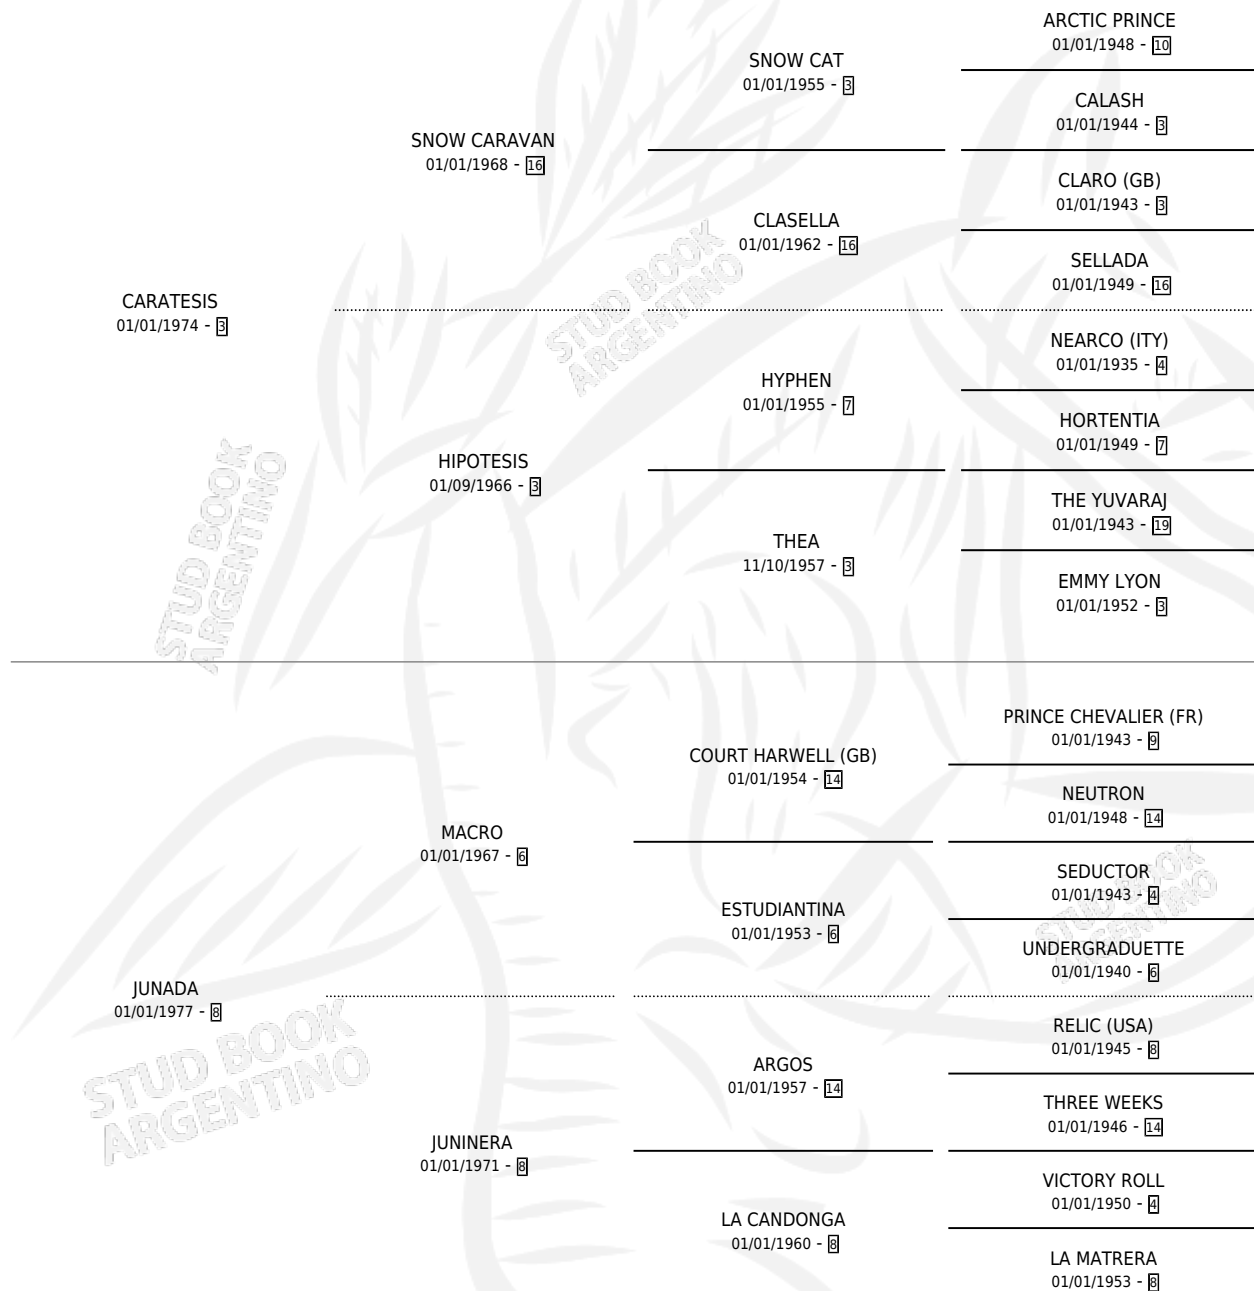 ARCTIC PRINCE
01/01/1948 - 10
SNOW CAT
01/01/1955 - 3
CALASH
01/01/1944 - 3
SNOW CARAVAN
01/01/1968 - 16
CLARO (GB)
01/01/1943 - 3
CLASELLA
01/01/1962 - 16
SELLADA
01/01/1949 - 16
CARATESIS
01/01/1974 - 3
NEARCO (ITY)
01/01/1935 - 4
HYPHEN
01/01/1955 - 7
HORTENTIA
01/01/1949 - 7
HIPOTESIS
01/09/1966 - 3
THE YUVARAJ
01/01/1943 - 19
THEA
11/10/1957 - 3
EMMY LYON
01/01/1952 - 3
STUD BOOK
ARGENTINO
STUD BOOK
ARGENTINO
PRINCE CHEVALIER (FR)
01/01/1943 - 9
COURT HARWELL (GB)
01/01/1954 - 14
NEUTRON
01/01/1948 - 14
MACRO
01/01/1967 - 6
SEDUCTOR
01/01/1943 - 4
ESTUDIANTINA
01/01/1953 - 6
UNDERGRADUETTE
01/01/1940 - 6
JUNADA
01/01/1977 - 8
RELIC (USA)
01/01/1945 - 8
ARGOS
01/01/1957 - 14
THREE WEEKS
01/01/1946 - 14
JUNINERA
01/01/1971 - 8
VICTORY ROLL
01/01/1950 - 4
LA CANDONGA
01/01/1960 - 8
LA MATRERA
01/01/1953 - 8
STUD BOOK
ARGENTINO
STUD BOOK
ARGENTINO